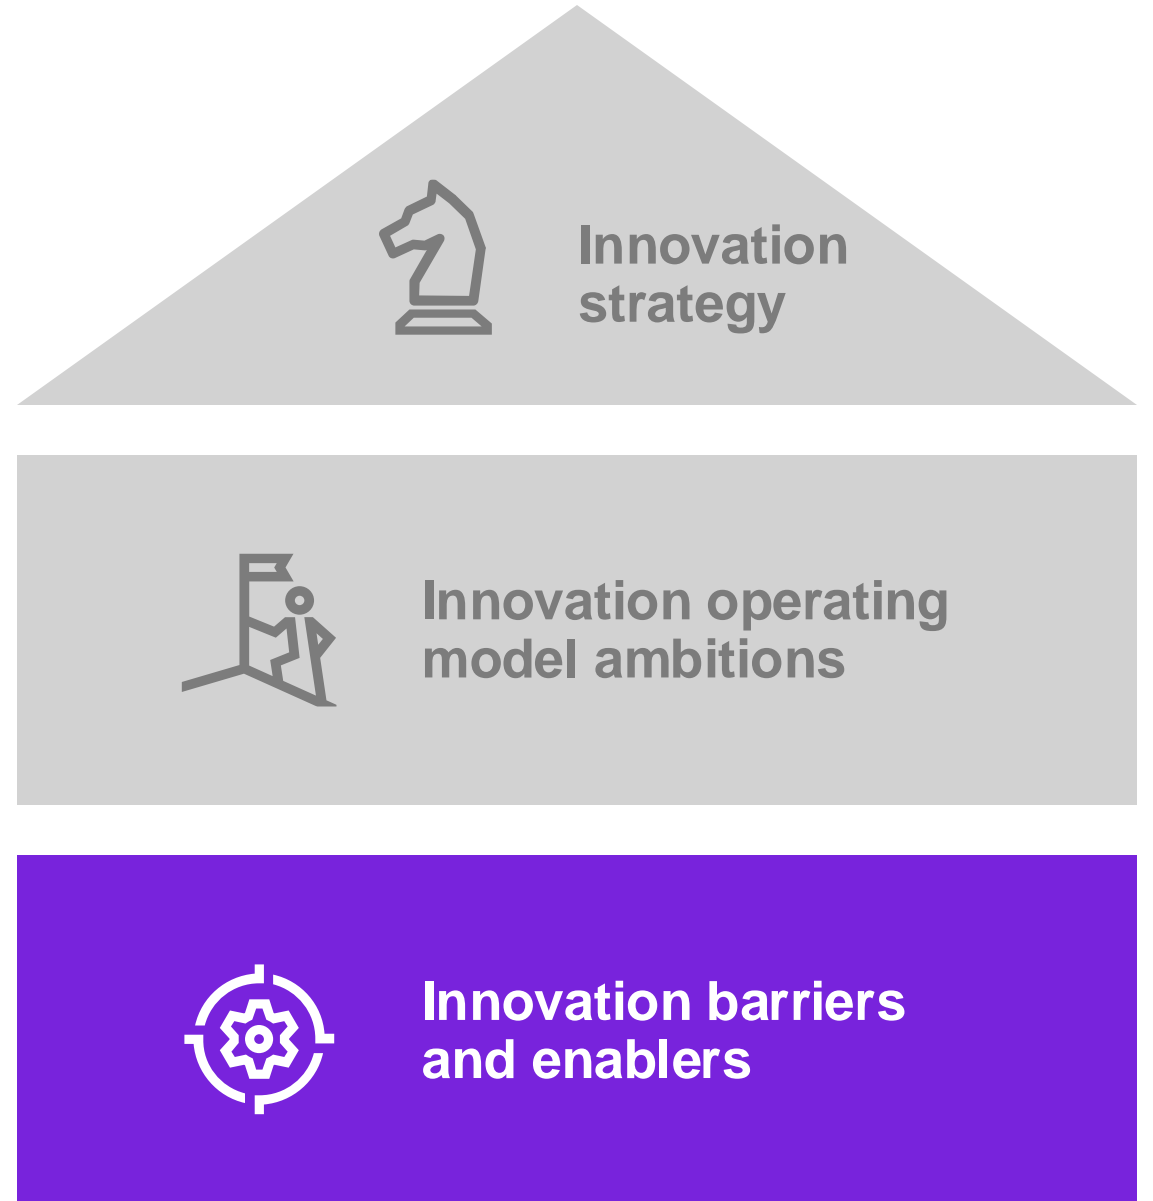 Innovation
strategy
Innovation operating
model ambitions
Innovation barriers
and enablers